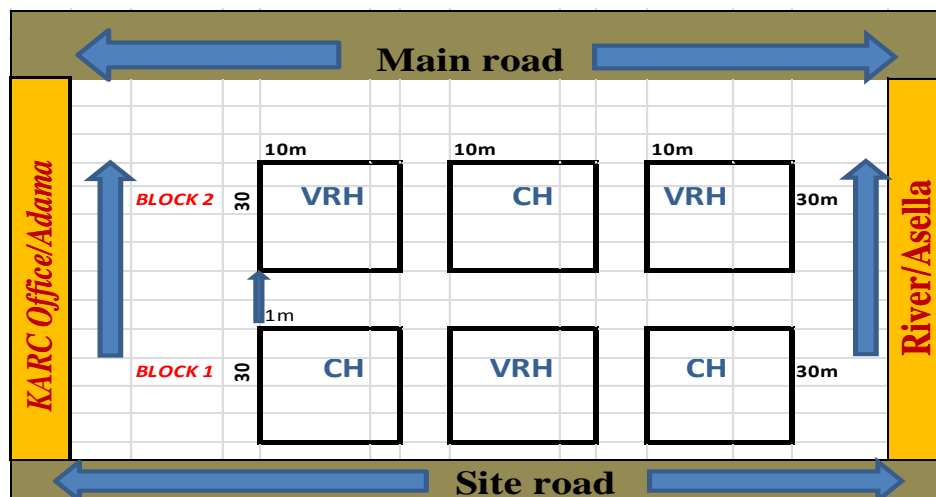 Main road
KARC Office/Adama
10m 10m 10m
BLOCK 2 30 VRH CH VRH 30m
1m
BLOCK 1 30 CH VRH CH 30m
River/Asella
Site road